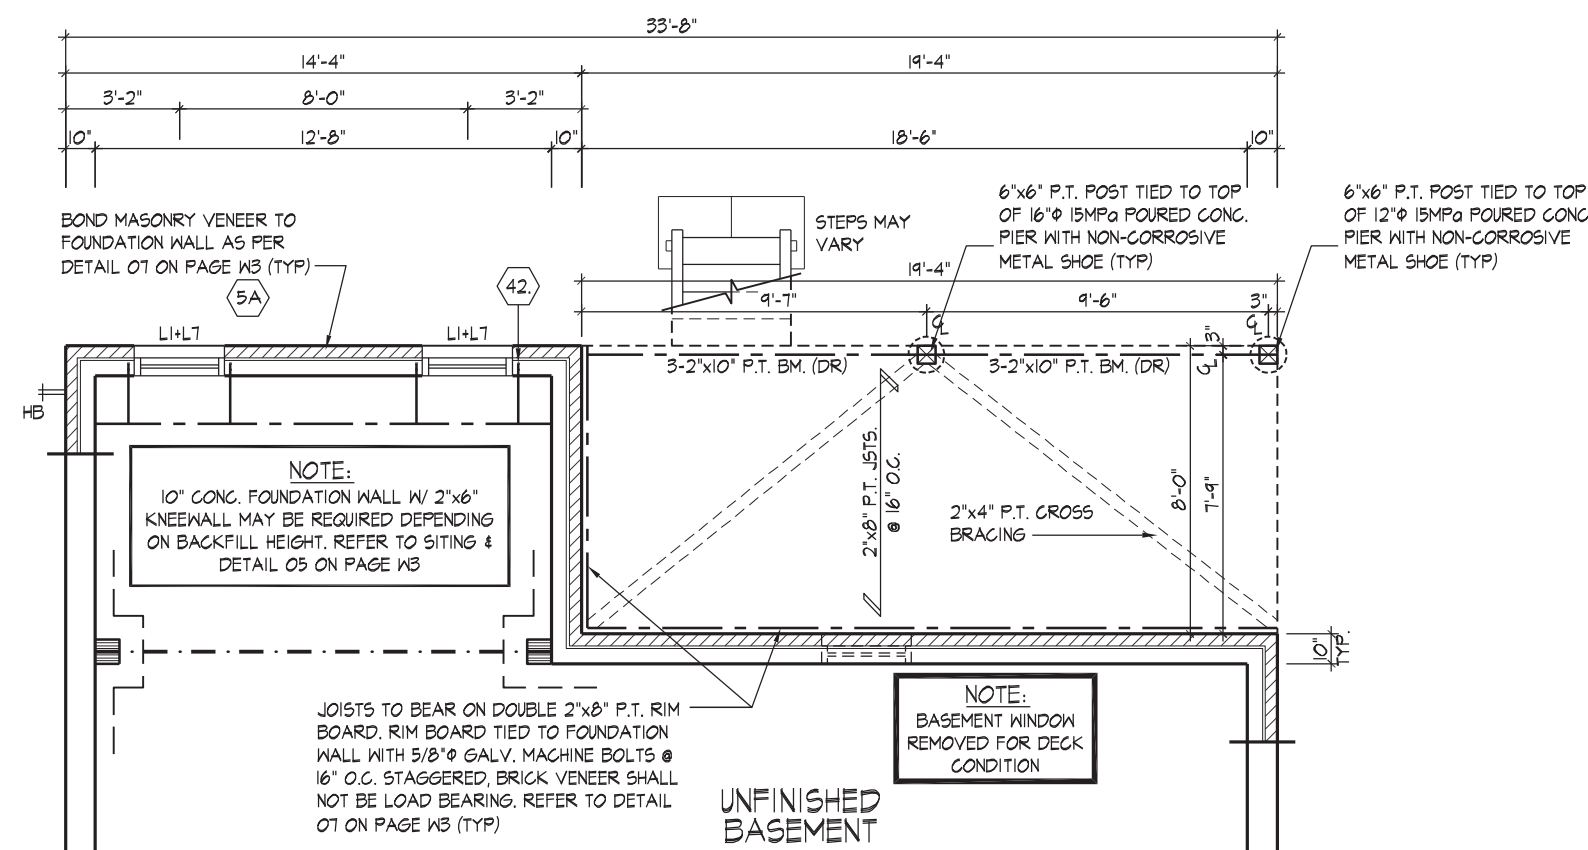 33'-8"
14'-4"
19'-4"
3'-2"
8'-0"
3'-2"
10"
12'-8"
10"
18'-6"
10"
BOND MASONRY VENEER TO
FOUNDATION WALL AS PER
DETAIL 07 ON PAGE W3 (TYP)
5A
42.
STEPS MAY
VARY
6"x6" P.T. POST TIED TO TOP
OF 16"Φ 15MPa POURED CONC.
PIER WITH NON-CORROSIVE
METAL SHOE (TYP)
6"x6" P.T. POST TIED TO TOP
OF 12"Φ 15MPa POURED CONC
PIER WITH NON-CORROSIVE
METAL SHOE (TYP)
19'-4"
9'-7"
9'-6"
3"
L1+L7
L1+L7
CL
CL
3"
CL
3-2"x10" P.T. BM. (DR)
3-2"x10" P.T. BM. (DR)
HB
NOTE:
10" CONC. FOUNDATION WALL W/ 2"x6"
KNEEWALL MAY BE REQUIRED DEPENDING
ON BACKFILL HEIGHT. REFER TO SITING &
DETAIL 05 ON PAGE W3
2"x8" P.T. JSTS.
@ 16" O.C.
2"x4" P.T. CROSS
BRACING
8'-0"
7'-9"
10"
TYP.
JOISTS TO BEAR ON DOUBLE 2"x8" P.T. RIM
BOARD. RIM BOARD TIED TO FOUNDATION
WALL WITH 5/8"Φ GALV. MACHINE BOLTS @
16" O.C. STAGGERED, BRICK VENEER SHALL
NOT BE LOAD BEARING. REFER TO DETAIL
07 ON PAGE W3 (TYP)
NOTE:
BASEMENT WINDOW
REMOVED FOR DECK
CONDITION
UNFINISHED
BASEMENT